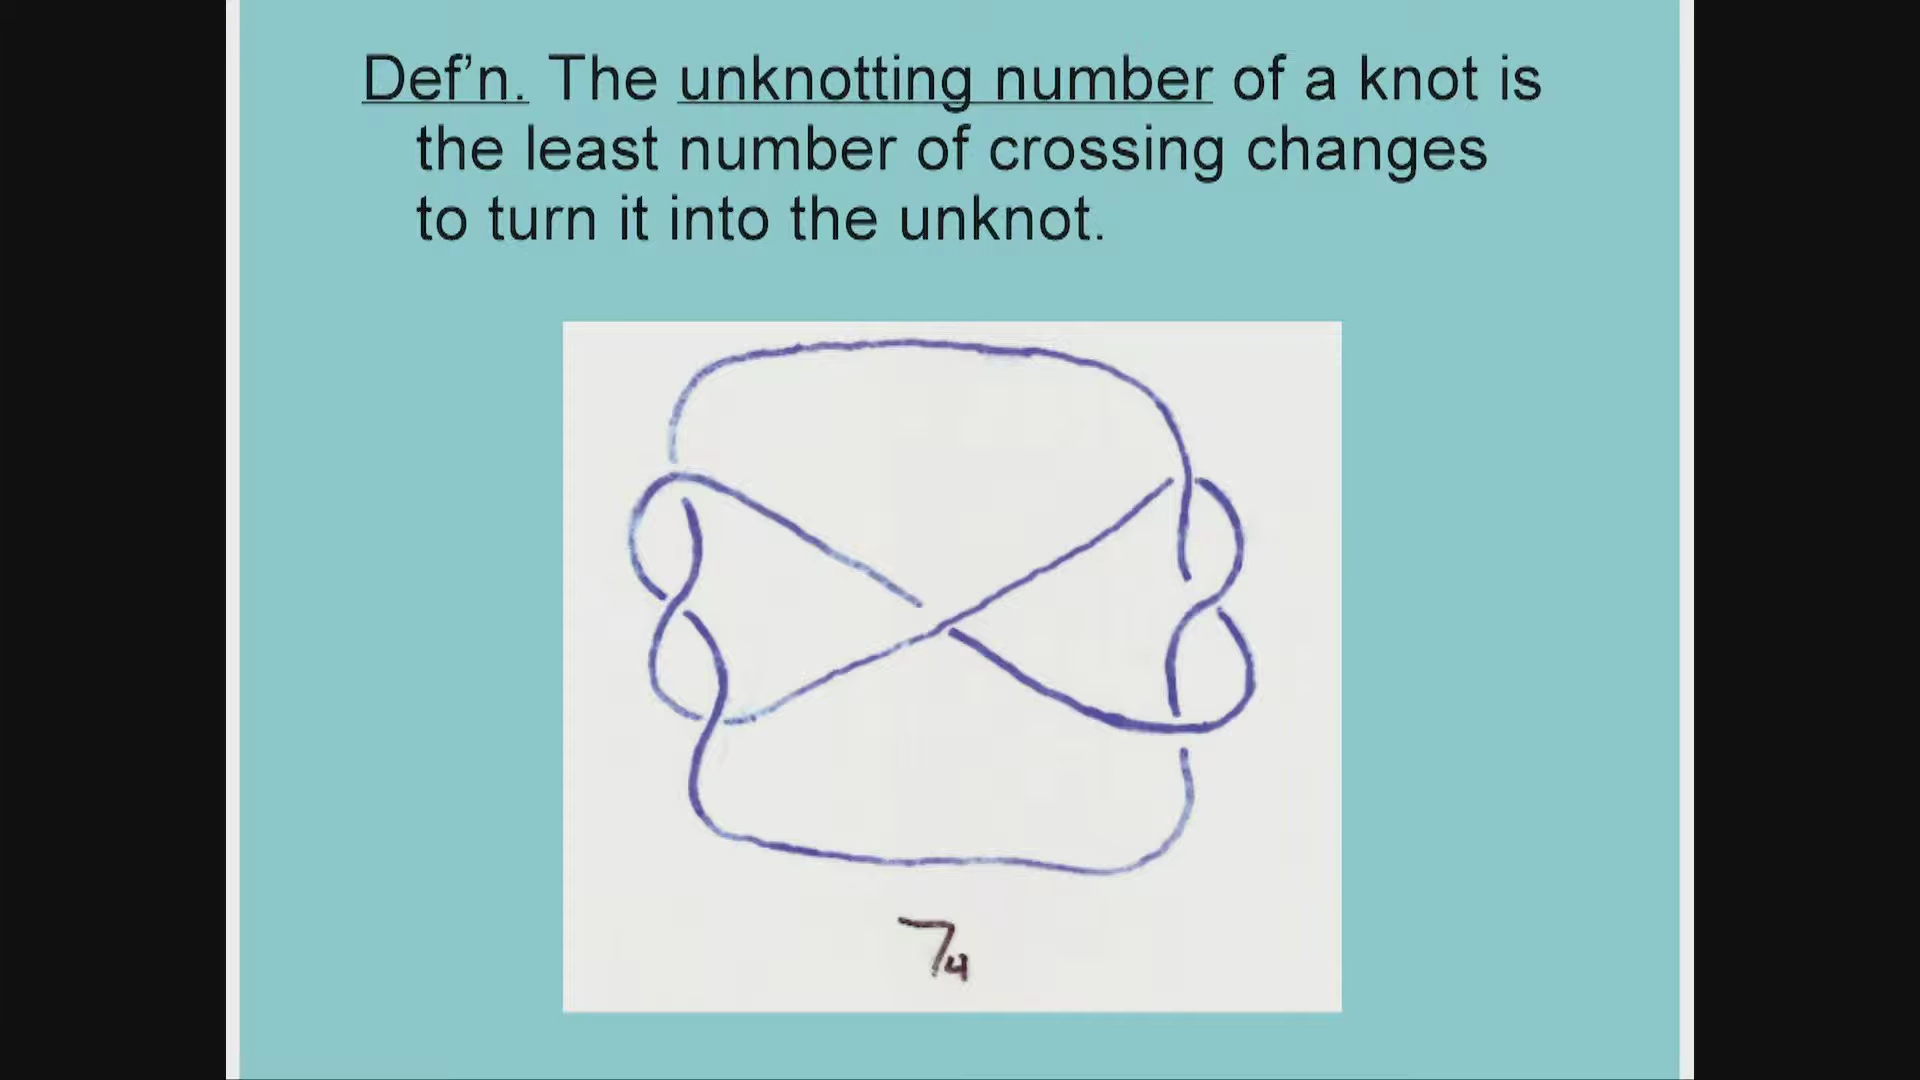 Def’n. The unknotting number of a knot is
the least number of crossing changes
to turn it into the unknot.
7₄